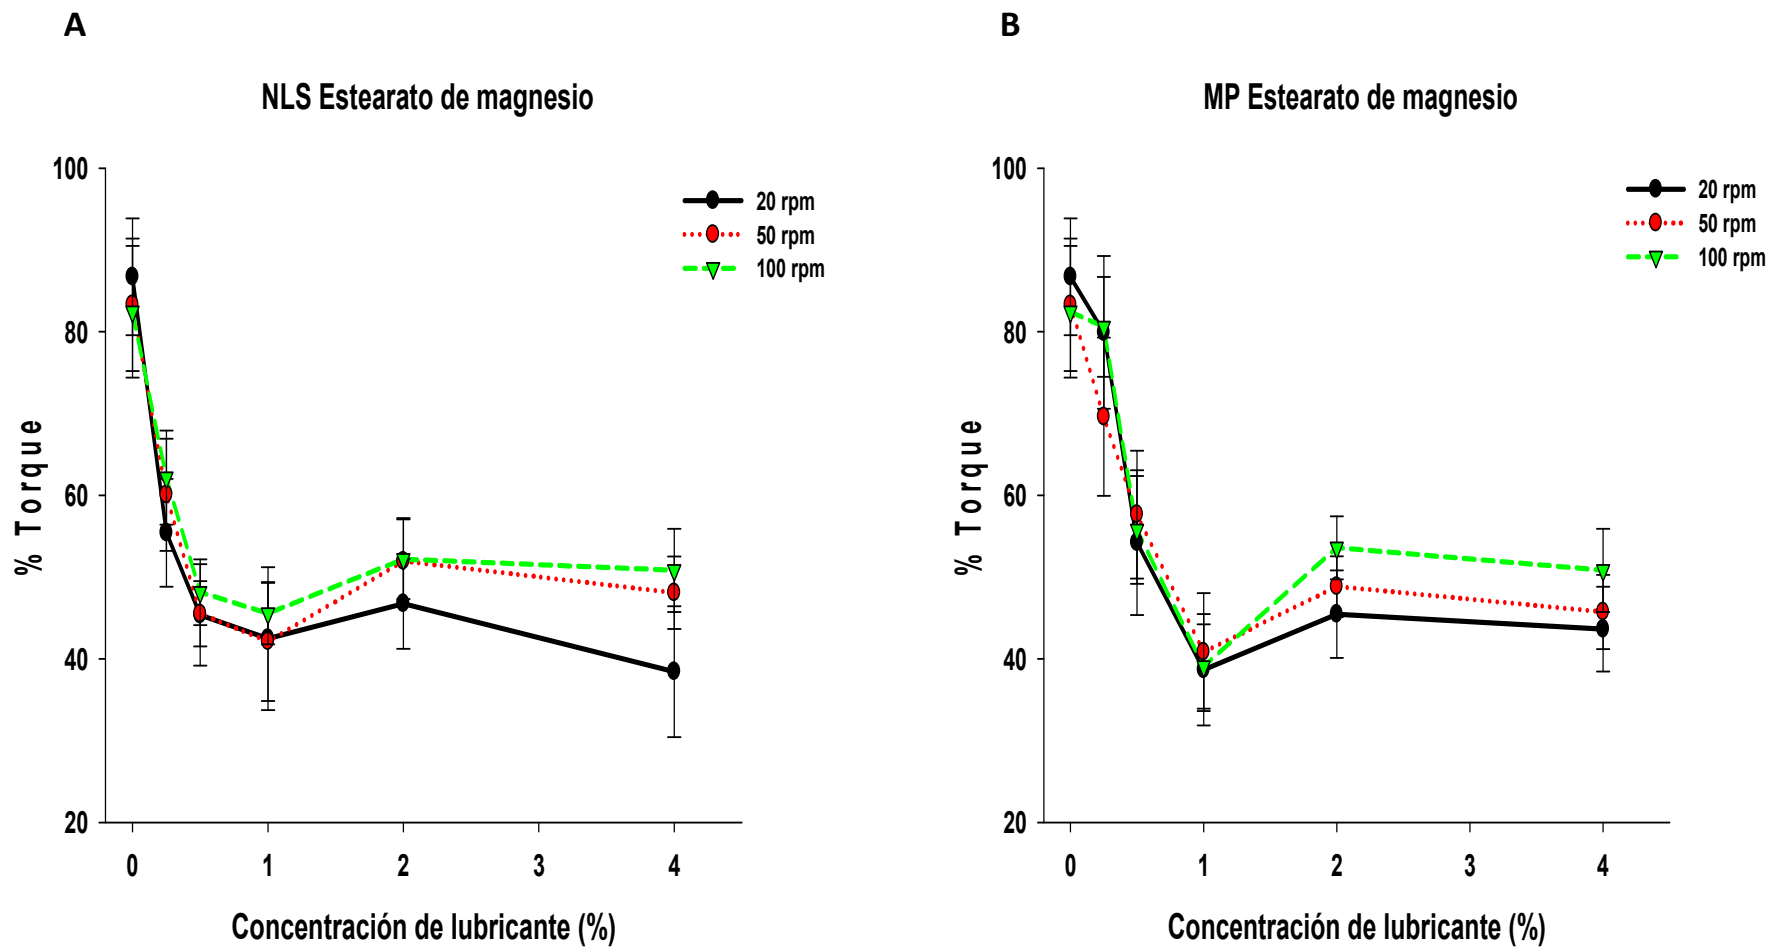 A
NLS Estearato de magnesio
100
80
60
40
20
% Torque
0 1 2 3 4
Concentración de lubricante (%)
20 rpm
50 rpm
100 rpm
B
MP Estearato de magnesio
100
80
60
40
20
% Torque
0 1 2 3 4
Concentración de lubricante (%)
20 rpm
50 rpm
100 rpm